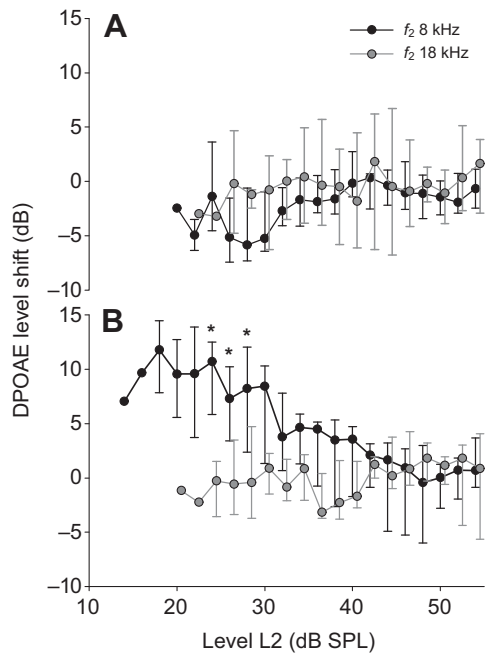 A
f₂ 8 kHz
f₂ 18 kHz
15
10
5
0
–5
–10
DPOAE level shift (dB)
B
* * *
15
10
5
0
–5
–10
10 20 30 40 50
Level L2 (dB SPL)